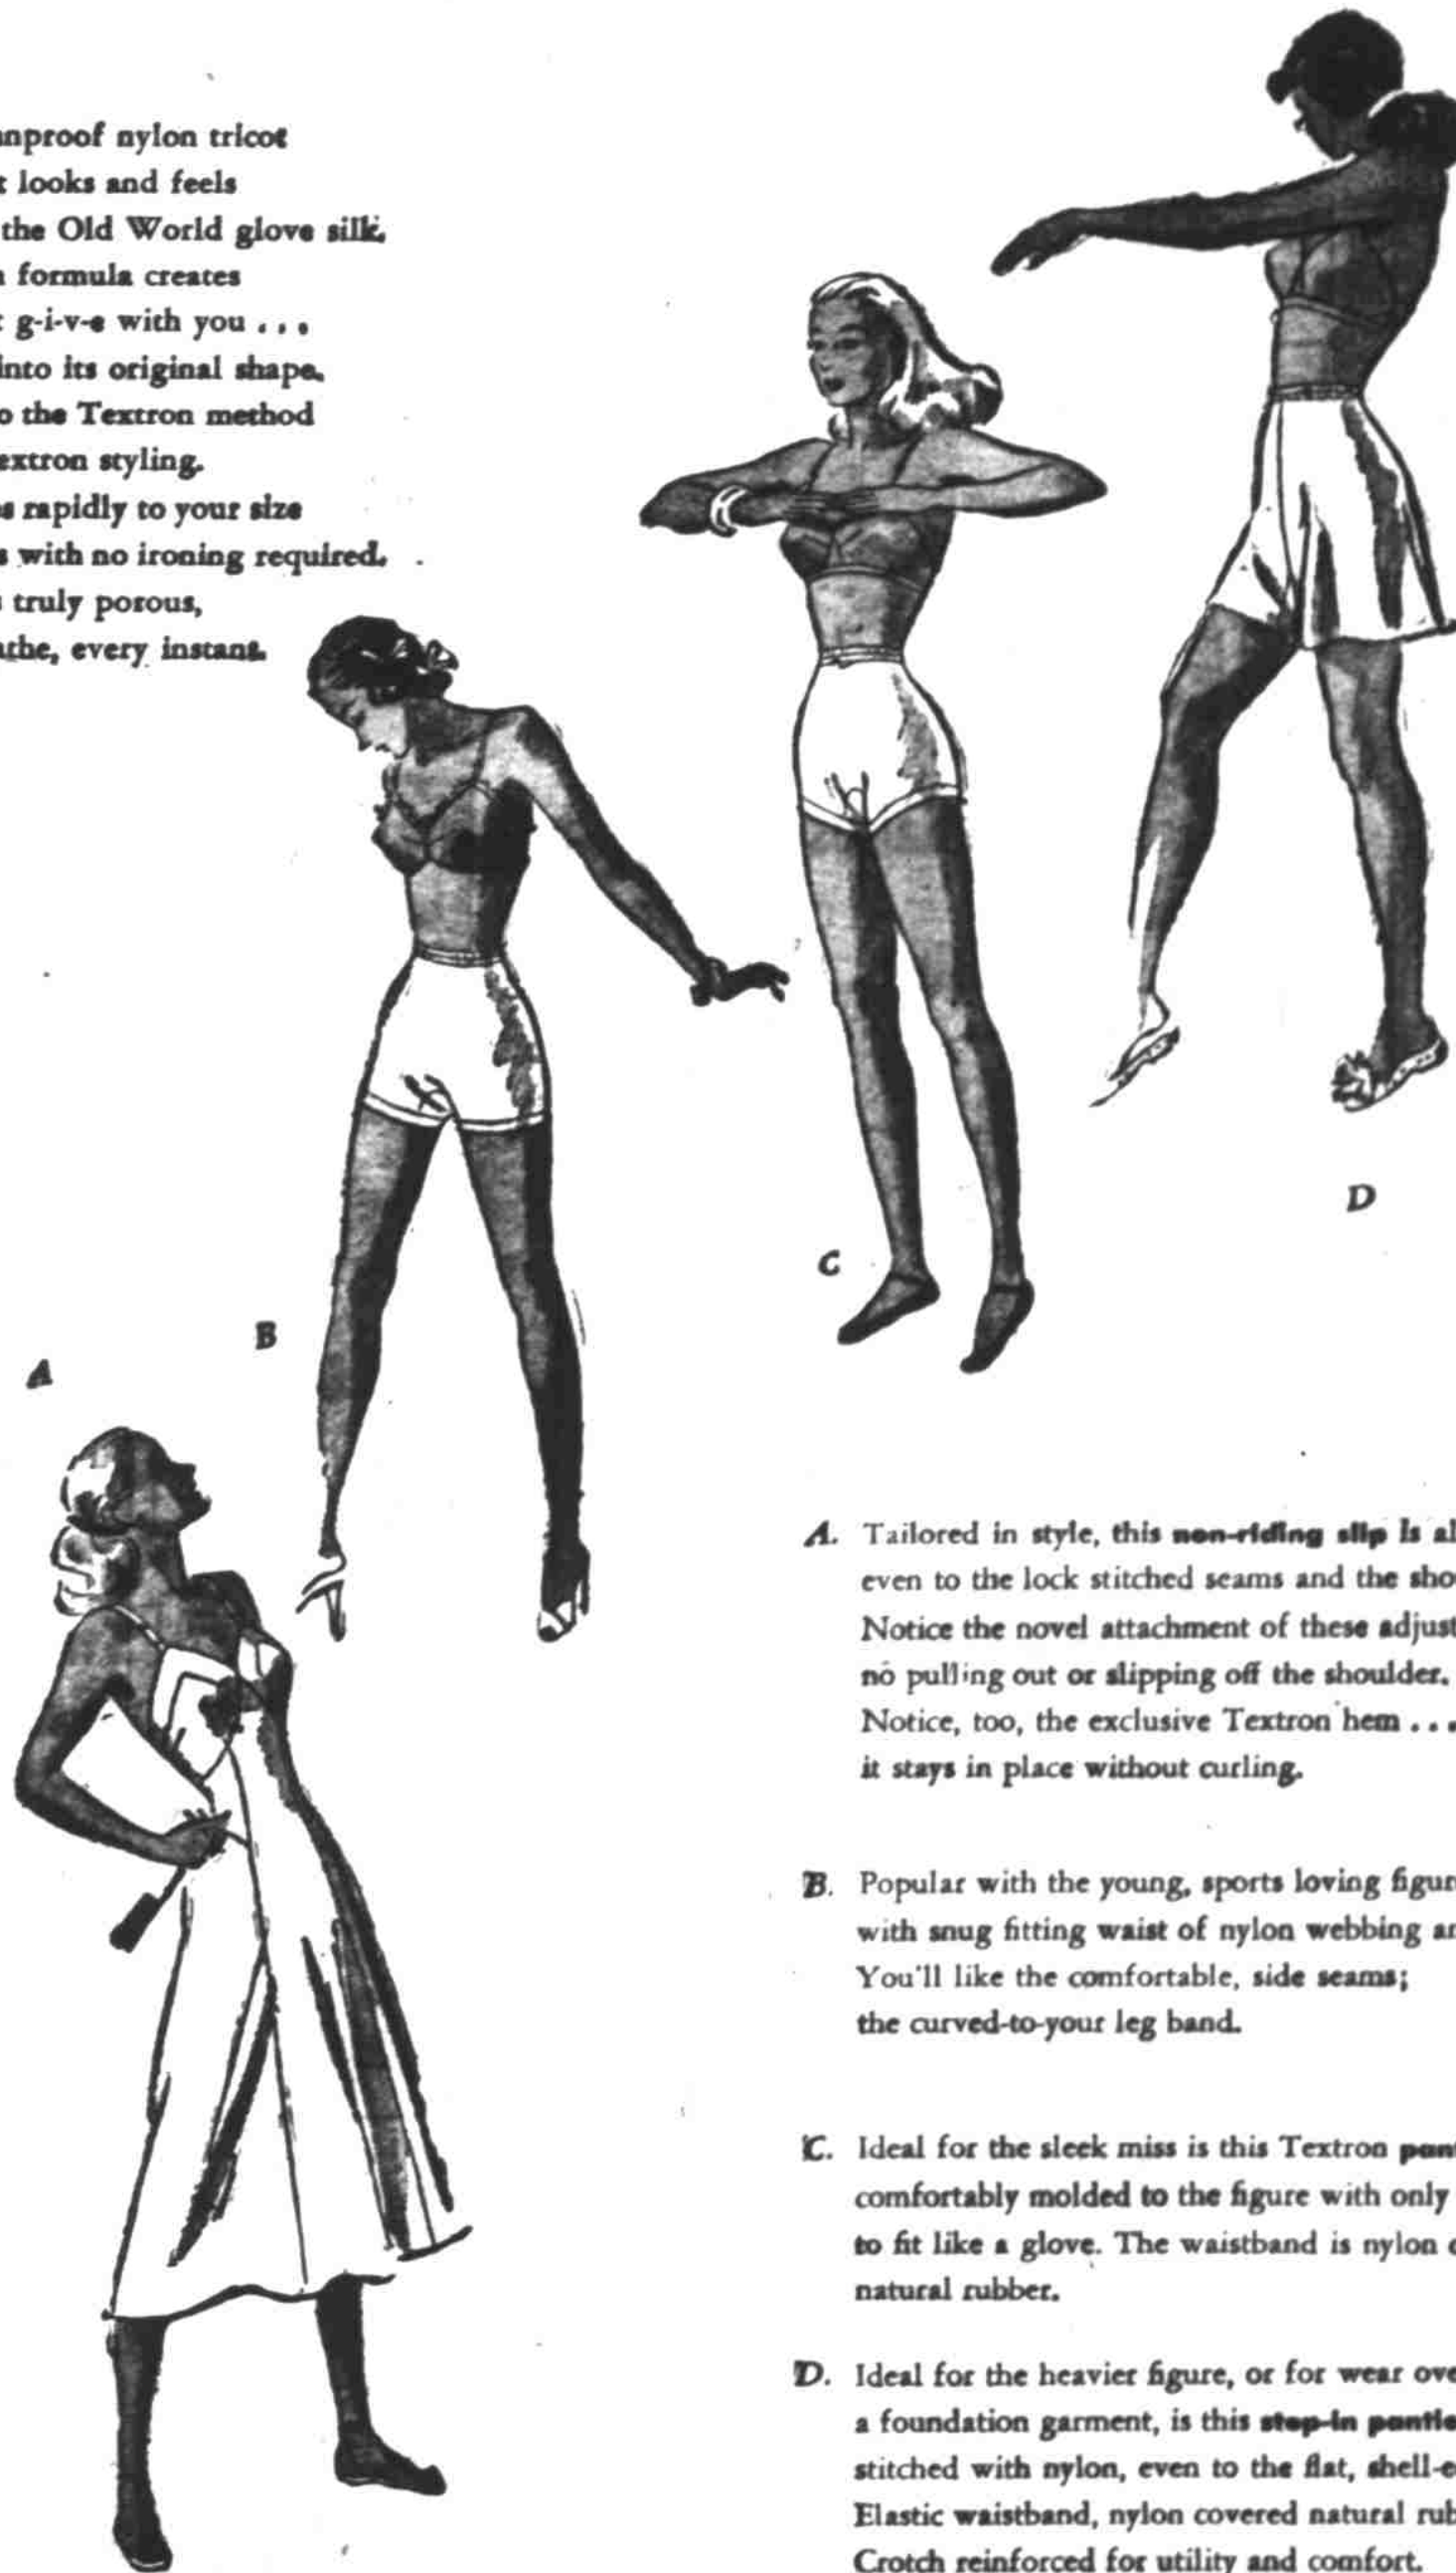 nproof nylon tricot
t looks and feels
the Old World glove silk.
formula creates
t g-i-v-e with you . . .
into its original shape.
o the Textron method
extron styling.
s rapidly to your size
s with no ironing required.
truly porous,
athe, every instant.
D
C
B
A
A. Tailored in style, this non-riding slip is al
even to the lock stitched seams and the sho
Notice the novel attachment of these adjust
no pulling out or slipping off the shoulder.
Notice, too, the exclusive Textron hem . . .
it stays in place without curling.
B. Popular with the young, sports loving figur
with snug fitting waist of nylon webbing an
You'll like the comfortable, side seams;
the curved-to-your leg band.
C. Ideal for the sleek miss is this Textron pant
comfortably molded to the figure with only
to fit like a glove. The waistband is nylon
natural rubber.
D. Ideal for the heavier figure, or for wear ove
a foundation garment, is this step-in pantie
stitched with nylon, even to the flat, shell-e
Elastic waistband, nylon covered natural rub
Crotch reinforced for utility and comfort.